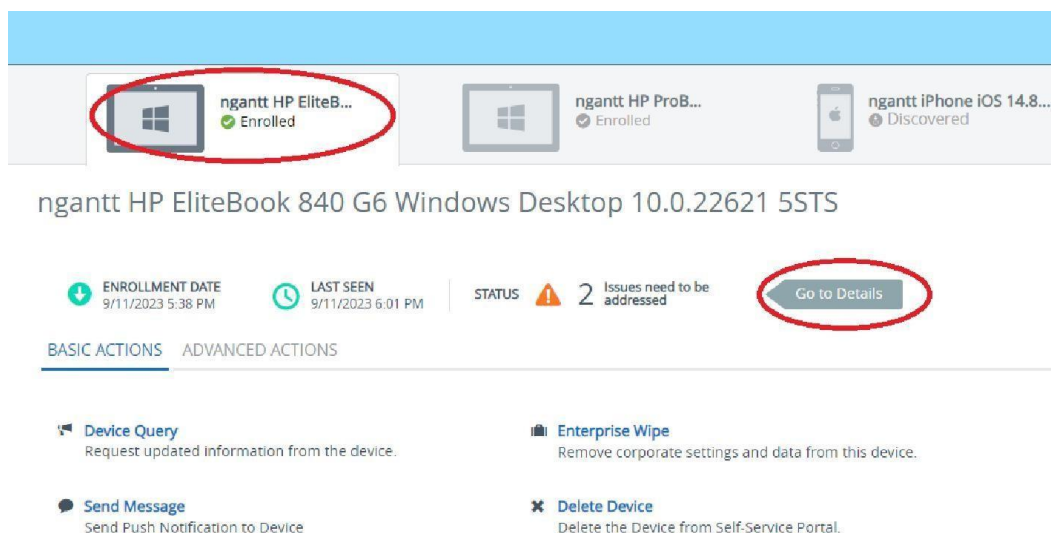 ngantt HP EliteB...
Enrolled
ngantt HP ProB...
Enrolled
ngantt iPhone iOS 14.8...
Discovered
ngantt HP EliteBook 840 G6 Windows Desktop 10.0.22621 5STS
ENROLLMENT DATE
9/11/2023 5:38 PM
LAST SEEN
9/11/2023 6:01 PM
STATUS
2 Issues need to be
addressed
Go to Details
BASIC ACTIONS ADVANCED ACTIONS
Device Query
Request updated information from the device.
Enterprise Wipe
Remove corporate settings and data from this device.
Send Message
Send Push Notification to Device
Delete Device
Delete the Device from Self-Service Portal.